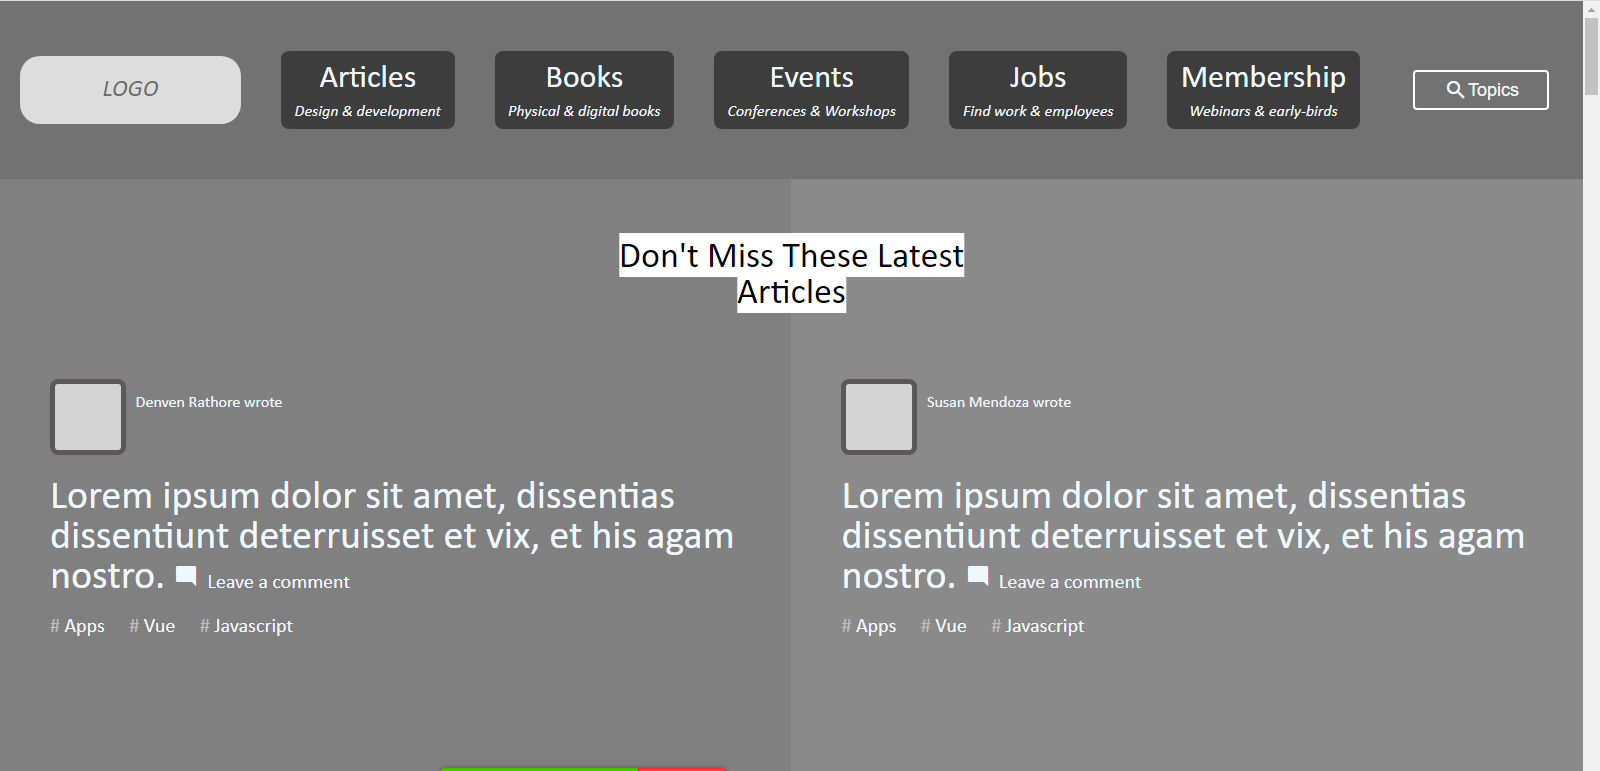 LOGO
Articles
Design & development
Books
Physical & digital books
Events
Conferences & Workshops
Jobs
Find work & employees
Membership
Webinars & early-birds
Topics
Don't Miss These Latest
Articles
Denven Rathore wrote
Lorem ipsum dolor sit amet, dissentias
dissentiunt deterruisset et vix, et his agam
nostro. Leave a comment
# Apps # Vue # Javascript
Susan Mendoza wrote
Lorem ipsum dolor sit amet, dissentias
dissentiunt deterruisset et vix, et his agam
nostro. Leave a comment
# Apps # Vue # Javascript